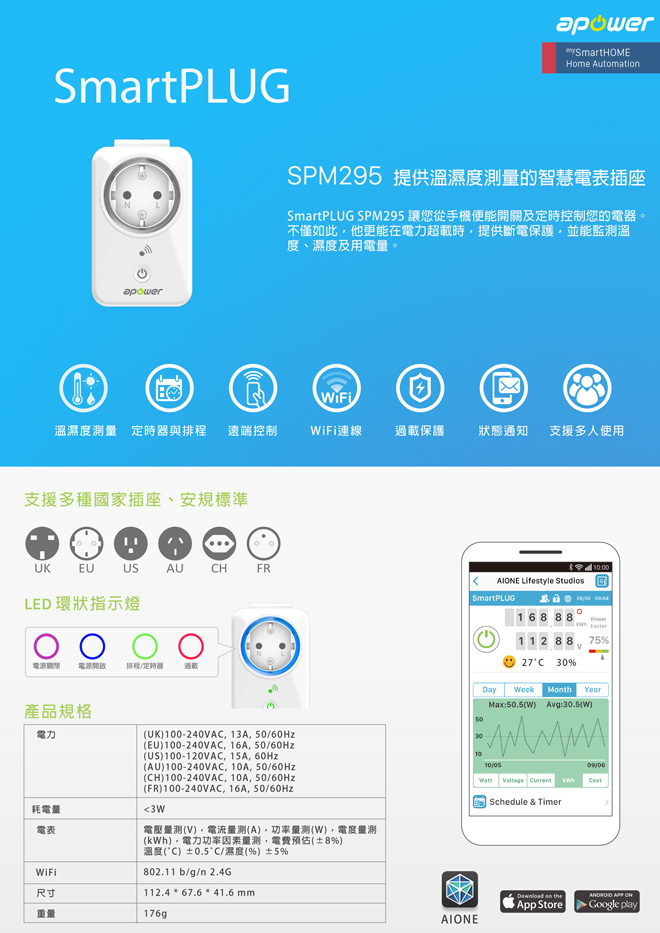 apower
mySmartHOME
Home Automation
SmartPLUG
SPM295 提供溫濕度測量的智慧電表插座
SmartPLUG SPM295 讓您從手機便能開關及定時控制您的電器。
不僅如此，他更能在電力超載時，提供斷電保護，並能監測溫
度、濕度及用電量。
N L
apower
WiFi
溫濕度測量 定時器與排程 遠端控制 WiFi連線 過載保護 狀態通知 支援多人使用
支援多種國家插座、安規標準
UK EU US AU CH FR
LED 環狀指示燈
電源關閉 電源開啟 排程/定時器 過載
N L
產品規格
電力
(UK)100-240VAC, 13A, 50/60Hz
(EU)100-240VAC, 16A, 50/60Hz
(US)100-120VAC, 15A, 60Hz
(AU)100-240VAC, 10A, 50/60Hz
(CH)100-240VAC, 10A, 50/60Hz
(FR)100-240VAC, 16A, 50/60Hz
耗電量 <3W
電表
電壓量測(V)，電流量測(A)，功率量測(W)，電度量測
(kWh)，電力功率因素量測，電費預估(±8%)
溫度(˚C) ±0.5˚C/濕度(%) ±5%
WiFi 802.11 b/g/n 2.4G
尺寸 112.4 * 67.6 * 41.6 mm
重量 176g
10:00
AIONE Lifestyle Studios
SmartPLUG 09/05 09:04
168.88 kWh
Power
Factor
112.88 V 75%
27˚C 30%
Day Week Month Year
Max:50.5(W) Avg:30.5(W)
50
30
10
10/05 09/06
Watt Voltage Current kWh Cost
Schedule & Timer
AIONE
Download on the
App Store
ANDROID APP ON
Google play